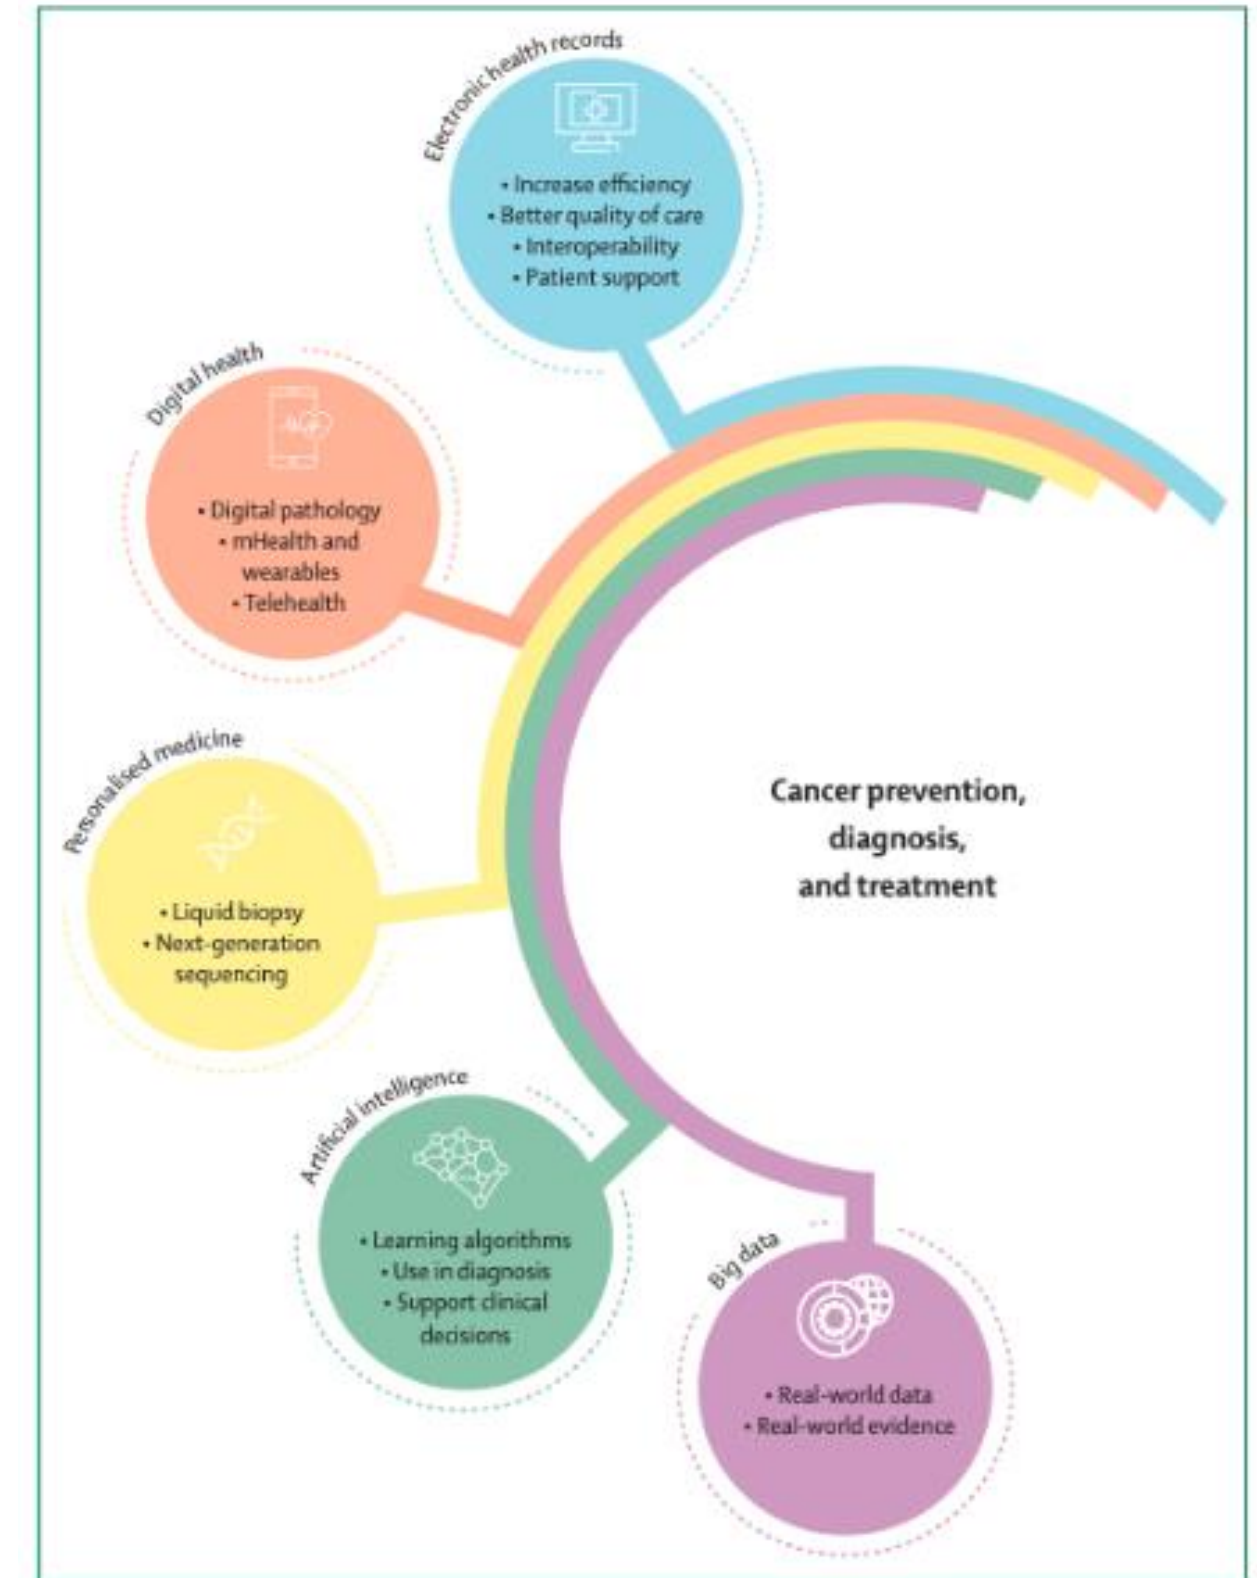 Electronic health records
• Increase efficiency
• Better quality of care
• Interoperability
• Patient support
Digital health
• Digital pathology
• mHealth and
wearables
• Telehealth
Personalised medicine
• Liquid biopsy
• Next-generation
sequencing
Artificial intelligence
• Learning algorithms
• Use in diagnosis
• Support clinical
decisions
Big data
• Real-world data
• Real-world evidence
Cancer prevention,
diagnosis,
and treatment